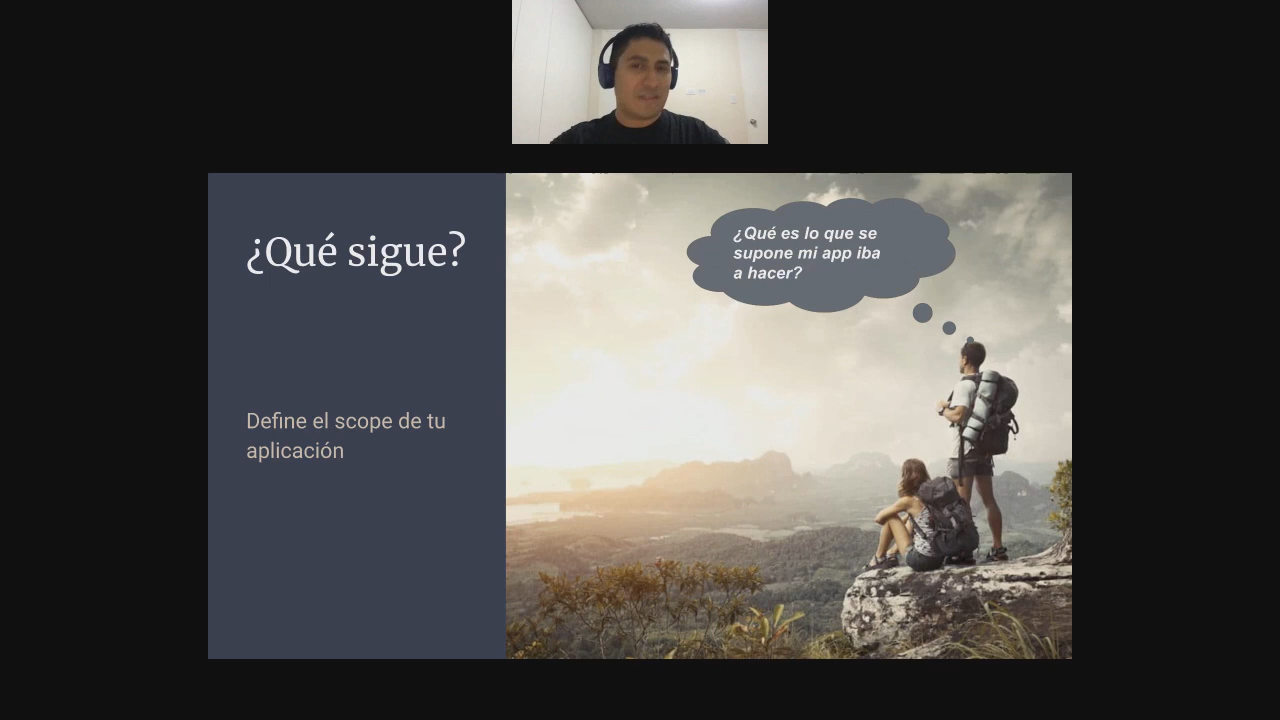 ¿Qué sigue?
Define el scope de tu
aplicación
¿Qué es lo que se
supone mi app iba
a hacer?